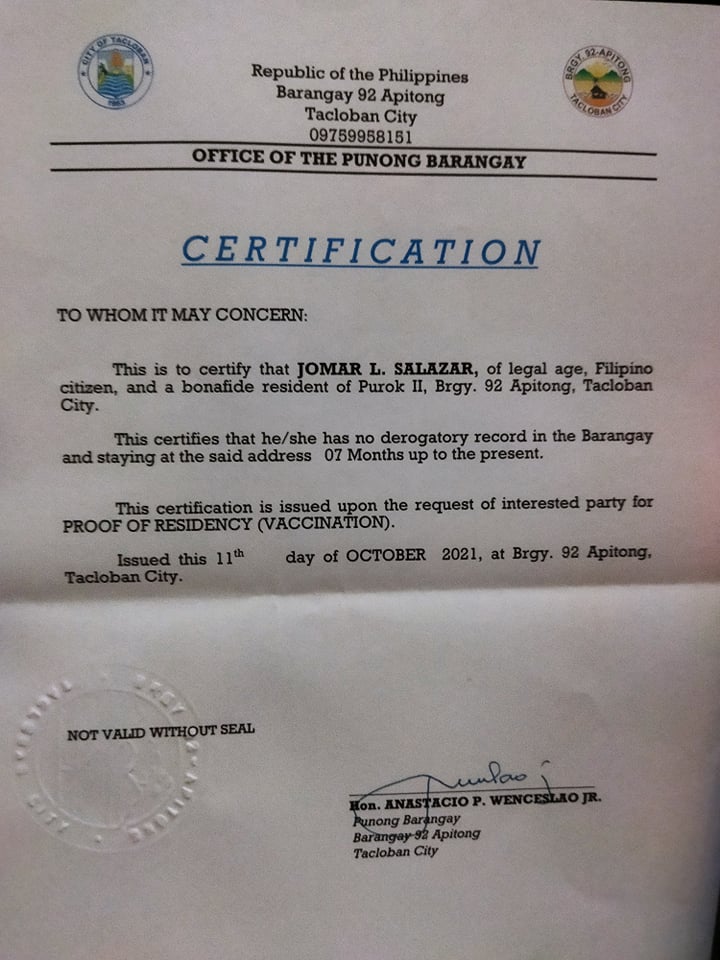 CITY OF TACLOBAN
BRGY. 92-APITONG
TACLOBAN CITY
Republic of the Philippines
Barangay 92 Apitong
Tacloban City
09759958151
OFFICE OF THE PUNONG BARANGAY
CERTIFICATION
TO WHOM IT MAY CONCERN:
This is to certify that JOMAR L. SALAZAR, of legal age, Filipino
citizen, and a bonafide resident of Purok II, Brgy. 92 Apitong, Tacloban
City.
This certifies that he/she has no derogatory record in the Barangay
and staying at the said address 07 Months up to the present.
This certification is issued upon the request of interested party for
PROOF OF RESIDENCY (VACCINATION).
Issued this 11th day of OCTOBER 2021, at Brgy. 92 Apitong,
Tacloban City.
NOT VALID WITHOUT SEAL
Hon. ANASTACIO P. WENCESLAO JR.
Punong Barangay
Barangay 92 Apitong
Tacloban City